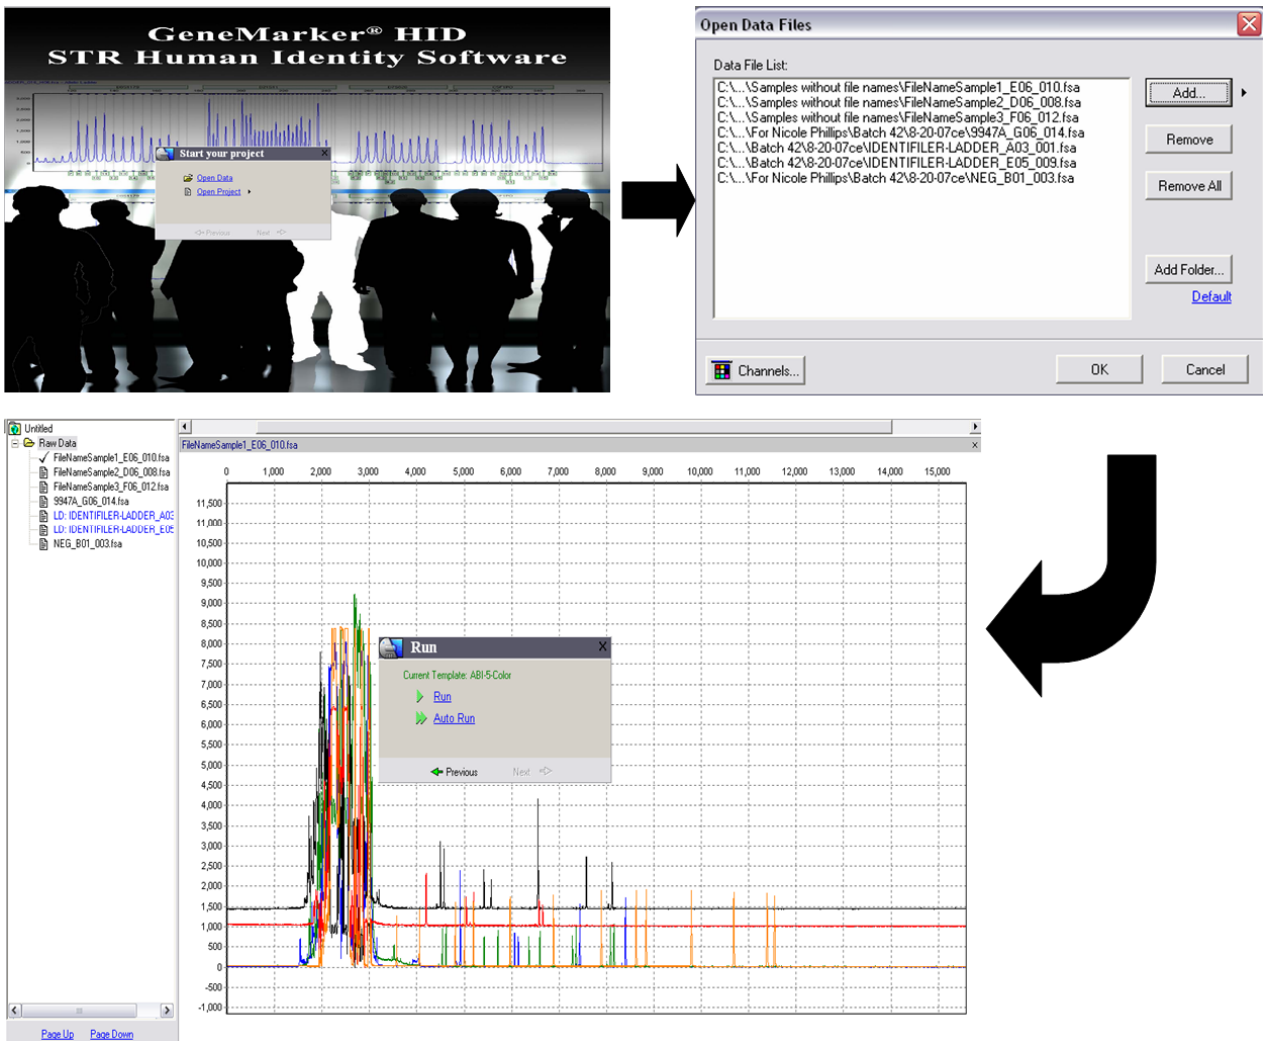 GeneMarker® HID
STR Human Identity Software
Start your project X
Open Data
Open Project
Previous Next
Open Data Files
Data File List:
C:\...\Samples without file names\FileNameSample1_E06_010.fsa
C:\...\Samples without file names\FileNameSample2_D06_008.fsa
C:\...\Samples without file names\FileNameSample3_F06_012.fsa
C:\...\For Nicole Phillips\Batch 42\8-20-07ce\9947A_G06_014.fsa
C:\...\Batch 42\8-20-07ce\IDENTIFILER-LADDER_A03_001.fsa
C:\...\Batch 42\8-20-07ce\IDENTIFILER-LADDER_E05_009.fsa
C:\...\For Nicole Phillips\Batch 42\8-20-07ce\NEG_B01_003.fsa
Add...
Remove
Remove All
Add Folder...
Default
Channels...
OK
Cancel
Untitled
Raw Data
FileNameSample1_E06_010.fsa
FileNameSample2_D06_008.fsa
FileNameSample3_F06_012.fsa
9947A_G06_014.fsa
LD: IDENTIFILER-LADDER_A03
LD: IDENTIFILER-LADDER_E05
NEG_B01_003.fsa
Page Up Page Down
FileNameSample1_E06_010.fsa x
0 1,000 2,000 3,000 4,000 5,000 6,000 7,000 8,000 9,000 10,000 11,000 12,000 13,000 14,000 15,000
11,500
11,000
10,500
10,000
9,500
9,000
8,500
8,000
7,500
7,000
6,500
6,000
5,500
5,000
4,500
4,000
3,500
3,000
2,500
2,000
1,500
1,000
500
0
-500
-1,000
Run X
Current Template: ABI-5-Color
Run
Auto Run
Previous Next